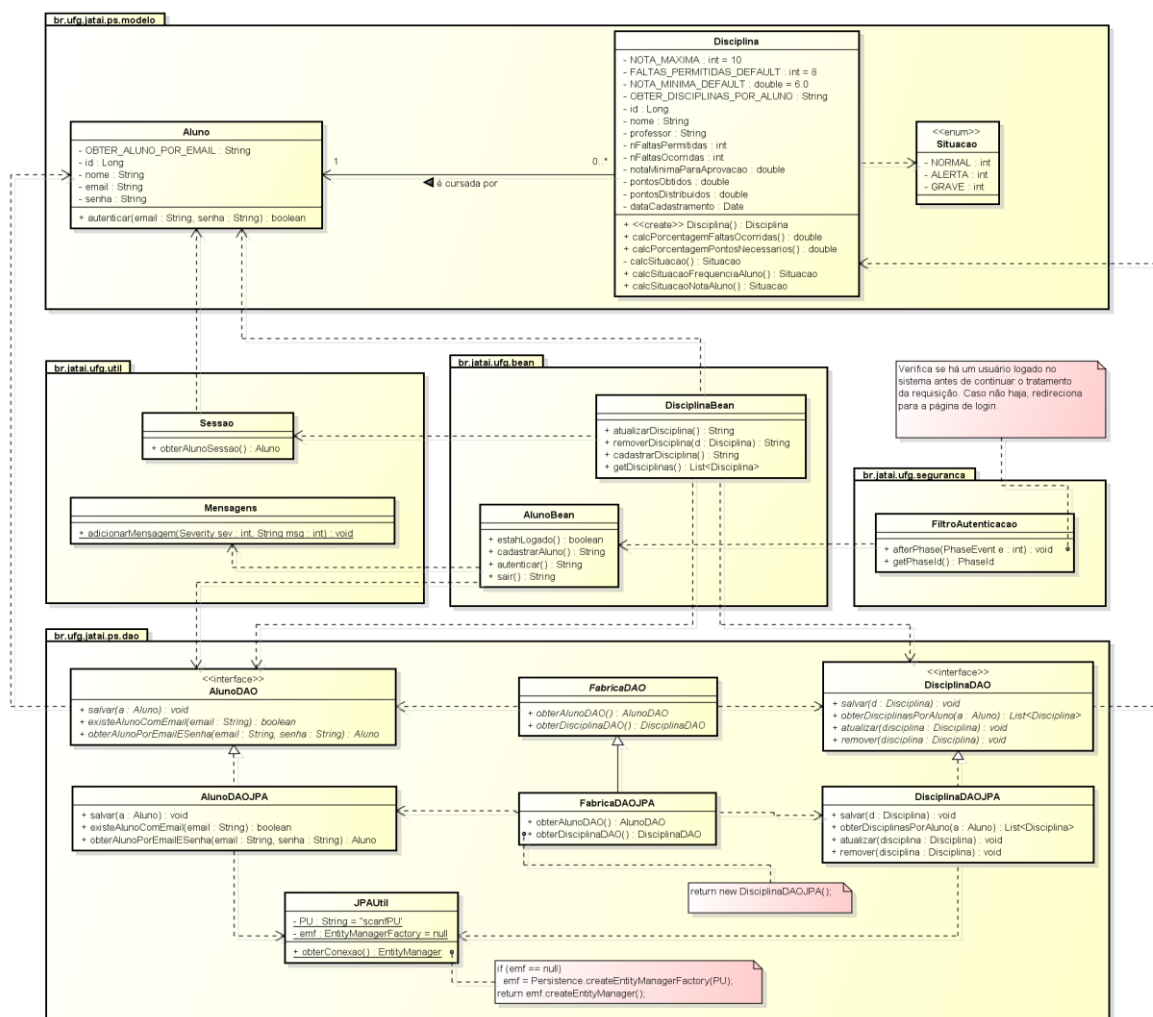 br.ufg.jatai.ps.modelo
Disciplina
- NOTA_MAXIMA : int = 10
- FALTAS_PERMITIDAS_DEFAULT : int = 8
- NOTA_MINIMA_DEFAULT : double = 6.0
- OBTER_DISCIPLINAS_POR_ALUNO : String
- id : Long
- nome : String
- professor : String
- nFaltasPermitidas : int
- nFaltasOcorridas : int
- notaMinimaParaAprovacao : double
- pontosObtidos : double
- pontosDistribuidos : double
- dataCadastramento : Date
+ <<create>> Disciplina() : Disciplina
+ calcPorcentagemFaltasOcorridas() : double
+ calcPorcentagemPontosNecessarios() : double
- calcSituacao() : Situacao
+ calcSituacaoFrequenciaAluno() : Situacao
+ calcSituacaoNotaAluno() : Situacao
Aluno
- OBTER_ALUNO_POR_EMAIL : String
- id : Long
- nome : String
- email : String
- senha : String
+ autenticar(email : String, senha : String) : boolean
1
0..*
é cursada por
<<enum>>
Situacao
- NORMAL : int
- ALERTA : int
- GRAVE : int
br.jatai.ufg.util
Sessao
+ obterAlunoSessao() : Aluno
Mensagens
+ adicionarMensagem(Severity sev : int, String msg : int) : void
br.jatai.ufg.bean
DisciplinaBean
+ atualizarDisciplina() : String
+ removerDisciplina(d : Disciplina) : String
+ cadastrarDisciplina() : String
+ getDisciplinas() : List<Disciplina>
AlunoBean
+ estahLogado() : boolean
+ cadastrarAluno() : String
+ autenticar() : String
+ sair() : String
Verifica se há um usuário logado no
sistema antes de continuar o tratamento
da requisição. Caso não haja, redireciona
para a página de login.
br.jatai.ufg.seguranca
FiltroAutenticacao
+ afterPhase(PhaseEvent e : int) : void
+ getPhaseId() : PhaseId
br.ufg.jatai.ps.dao
<<interface>>
AlunoDAO
+ salvar(a : Aluno) : void
+ existeAlunoComEmail(email : String) : boolean
+ obterAlunoPorEmailESenha(email : String, senha : String) : Aluno
FabricaDAO
+ obterAlunoDAO() : AlunoDAO
+ obterDisciplinaDAO() : DisciplinaDAO
<<interface>>
DisciplinaDAO
+ salvar(d : Disciplina) : void
+ obterDisciplinasPorAluno(a : Aluno) : List<Disciplina>
+ atualizar(disciplina : Disciplina) : void
+ remover(disciplina : Disciplina) : void
AlunoDAOJPA
+ salvar(a : Aluno) : void
+ existeAlunoComEmail(email : String) : boolean
+ obterAlunoPorEmailESenha(email : String, senha : String) : Aluno
FabricaDAOJPA
+ obterAlunoDAO() : AlunoDAO
+ obterDisciplinaDAO() : DisciplinaDAO
DisciplinaDAOJPA
+ salvar(d : Disciplina) : void
+ obterDisciplinasPorAluno(a : Aluno) : List<Disciplina>
+ atualizar(disciplina : Disciplina) : void
+ remover(disciplina : Disciplina) : void
return new DisciplinaDAOJPA();
JPAUtil
- PU : String = "scanfPU"
- emf : EntityManagerFactory = null
+ obterConexao() : EntityManager
if (emf == null)
emf = Persistence.createEntityManagerFactory(PU);
return emf.createEntityManager();